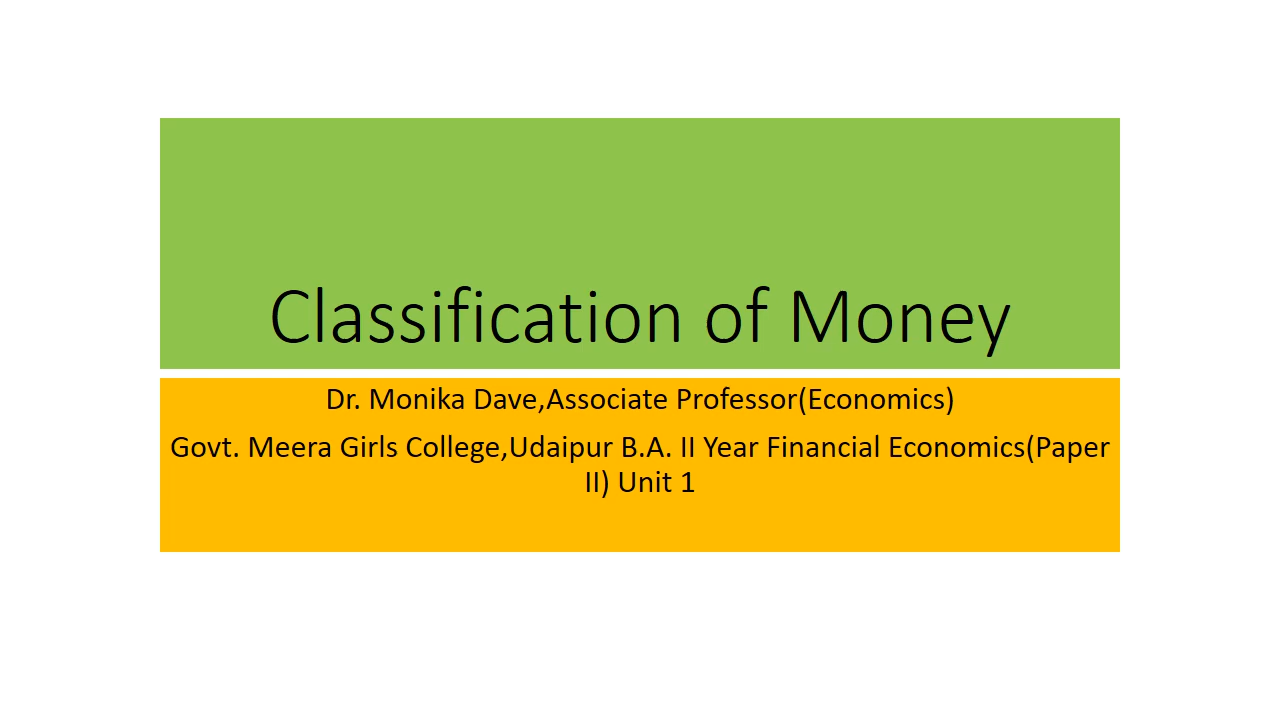 Classification of Money
Dr. Monika Dave,Associate Professor(Economics)
Govt. Meera Girls College,Udaipur B.A. II Year Financial Economics(Paper
II) Unit 1